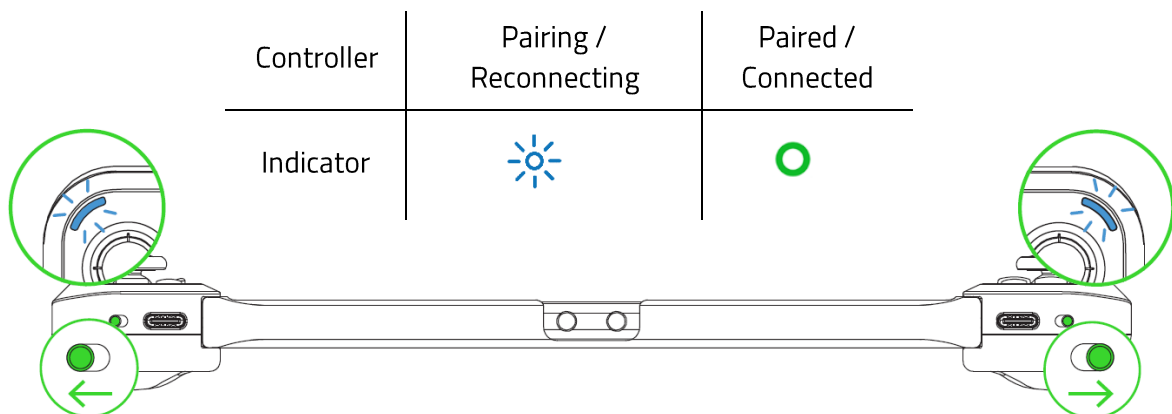 Controller
Pairing /
Reconnecting
Paired /
Connected
Indicator